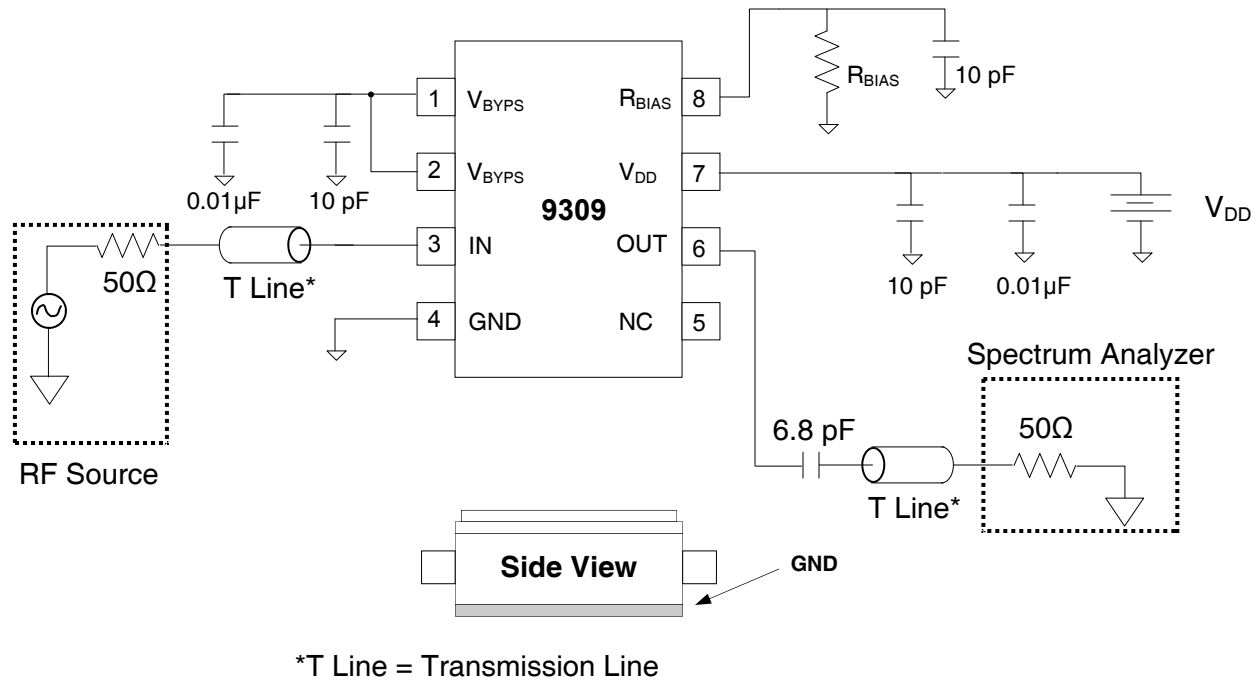 1 V_BYPS
2 V_BYPS
3 IN
4 GND
R_BIAS 8
V_DD 7
OUT 6
NC 5
9309
0.01µF
10 pF
R_BIAS
10 pF
10 pF
0.01µF
V_DD
50Ω
T Line*
RF Source
Spectrum Analyzer
6.8 pF
50Ω
T Line*
Side View
GND
*T Line = Transmission Line